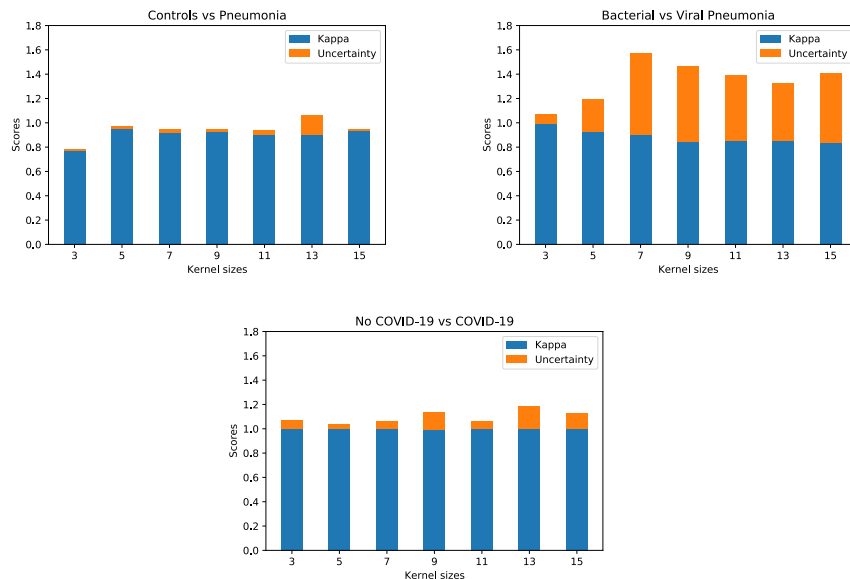 Controls vs Pneumonia
1.8
1.6
1.4
1.2
1.0
0.8
0.6
0.4
0.2
0.0
Scores
Kappa
Uncertainty
3 5 7 9 11 13 15
Kernel sizes
Bacterial vs Viral Pneumonia
1.8
1.6
1.4
1.2
1.0
0.8
0.6
0.4
0.2
0.0
Scores
Kappa
Uncertainty
3 5 7 9 11 13 15
Kernel sizes
No COVID-19 vs COVID-19
1.8
1.6
1.4
1.2
1.0
0.8
0.6
0.4
0.2
0.0
Scores
Kappa
Uncertainty
3 5 7 9 11 13 15
Kernel sizes